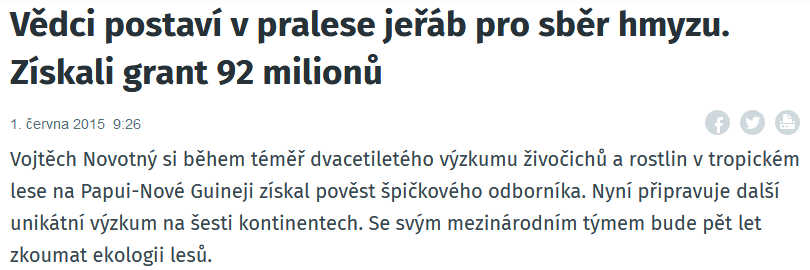 Vědci postaví v pralese jeřáb pro sběr hmyzu.
Získali grant 92 milionů
1. června 2015 9:26
Vojtěch Novotný si během téměř dvacetiletého výzkumu živočichů a rostlin v tropickém
lese na Papui-Nové Guineji získal pověst špičkového odborníka. Nyní připravuje další
unikátní výzkum na šesti kontinentech. Se svým mezinárodním týmem bude pět let
zkoumat ekologii lesů.